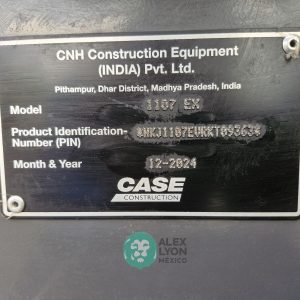 CNH Construction Equipment
(INDIA) Pvt. Ltd.
Pithampur, Dhar District, Madhya Pradesh, India
Model 1107 EX
Product Identification-
Number (PIN) *NKJ1107EVRKT09363*
Month & Year 12-2024
CASE
CONSTRUCTION
ALEX
LYON
MEXICO